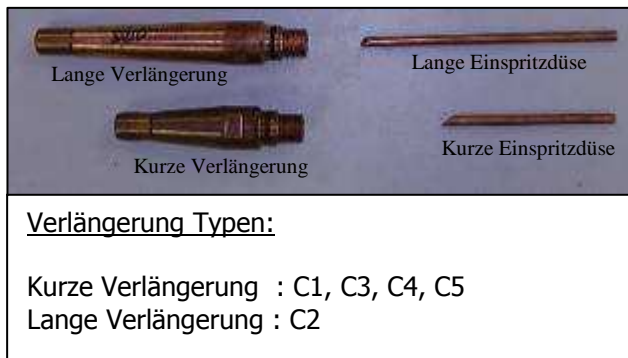 Lange Verlängerung
Lange Einspritzdüse
Kurze Verlängerung
Kurze Einspritzdüse
Verlängerung Typen:
Kurze Verlängerung : C1, C3, C4, C5
Lange Verlängerung : C2